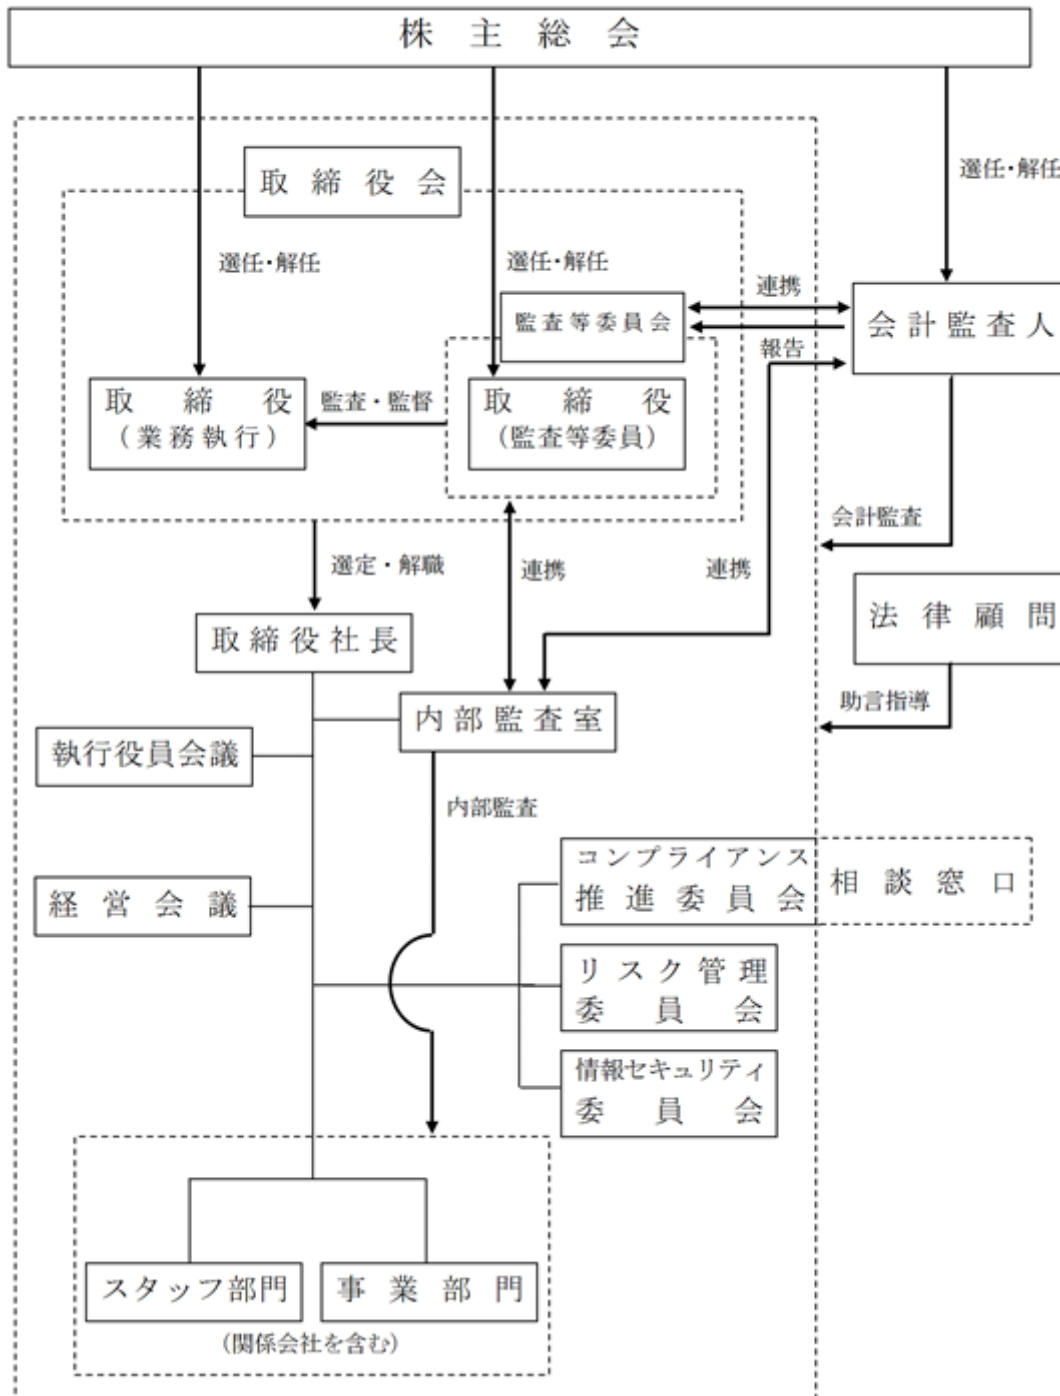 株主総会
選任・解任
取締役会
選任・解任
選任・解任
連携
監査等委員会
会計監査人
報告
取締役
(業務執行)
監査・監督
取締役
(監査等委員)
会計監査
選定・解職
連携
連携
法律顧問
取締役社長
助言指導
内部監査室
執行役員会議
内部監査
コンプライアンス
推進委員会
相談窓口
経営会議
リスク管理
委員会
情報セキュリティ
委員会
スタッフ部門
事業部門
(関係会社を含む)